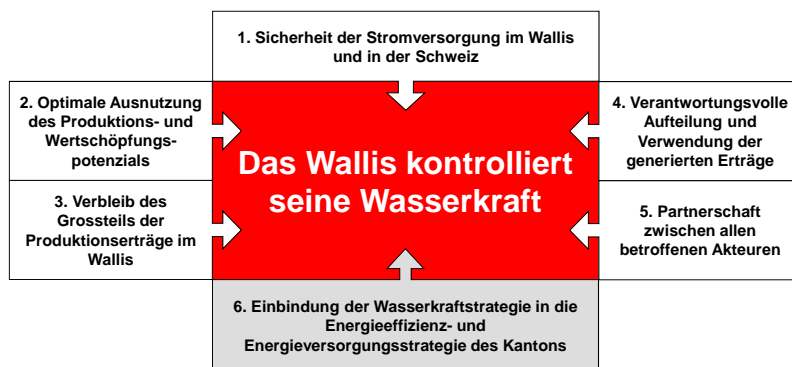 1. Sicherheit der Stromversorgung im Wallis
und in der Schweiz
2. Optimale Ausnutzung
des Produktions- und
Wertschöpfungs-
potenzials
3. Verbleib des
Grossteils der
Produktionserträge im
Wallis
Das Wallis kontrolliert
seine Wasserkraft
4. Verantwortungsvolle
Aufteilung und
Verwendung der
generierten Erträge
5. Partnerschaft
zwischen allen
betroffenen Akteuren
6. Einbindung der Wasserkraftstrategie in die
Energieeffizienz- und
Energieversorgungsstrategie des Kantons